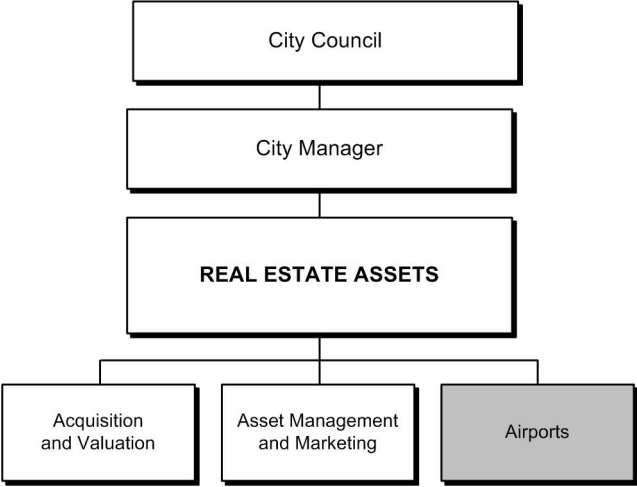 City Council
City Manager
REAL ESTATE ASSETS
Acquisition
and Valuation
Asset Management
and Marketing
Airports